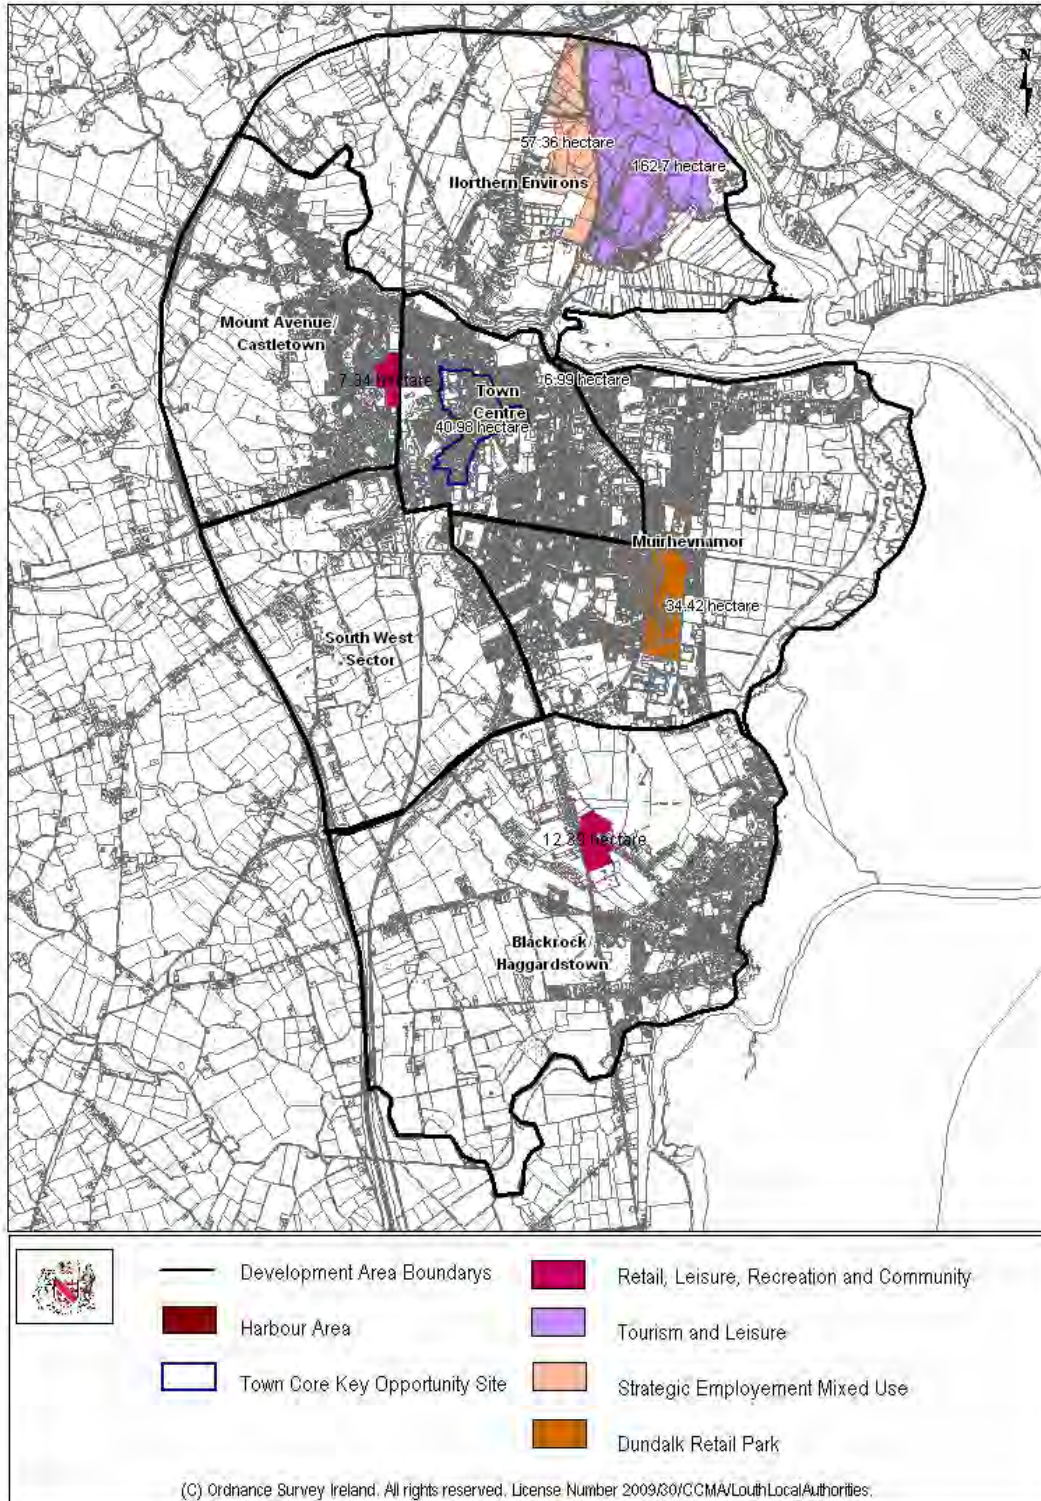 N
57.36 hectare
162.7 hectare
Northern Environs
Mount Avenue/
Castletown
7.34 hectare
6.99 hectare
Town
Centre
40.98 hectare
Muirhevnamor
34.42 hectare
South West
Sector
hectare
Blackrock
Haggardstown
Development Area Boundarys
Harbour Area
Town Core Key Opportunity Site
Retail, Leisure, Recreation and Community
Tourism and Leisure
Strategic Employement Mixed Use
Dundalk Retail Park
(C) Ordnance Survey Ireland. All rights reserved. License Number 2009/30/CCMA/LouthLocalAuthorities.